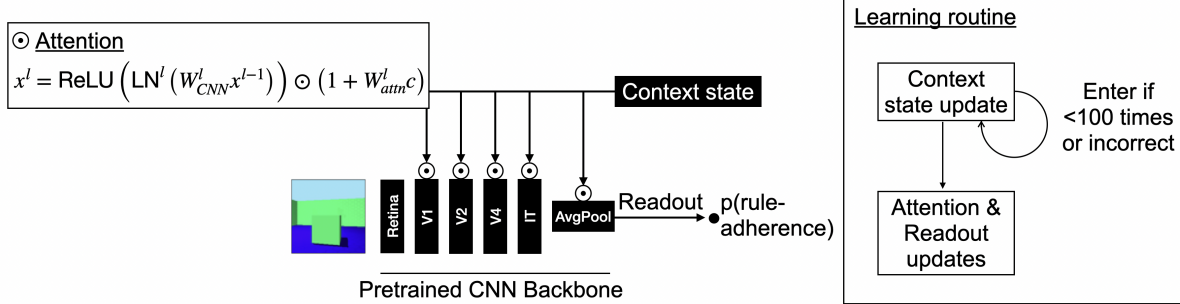 ⊙ Attention
x^l = ReLU (LN^l (W^l_CNN x^{l-1})) ⊙ (1 + W^l_attn c)
Context state
Retina
V1
V2
V4
IT
AvgPool
Readout
p(rule-
adherence)
Pretrained CNN Backbone
Learning routine
Context
state update
Enter if
<100 times
or incorrect
Attention &
Readout
updates